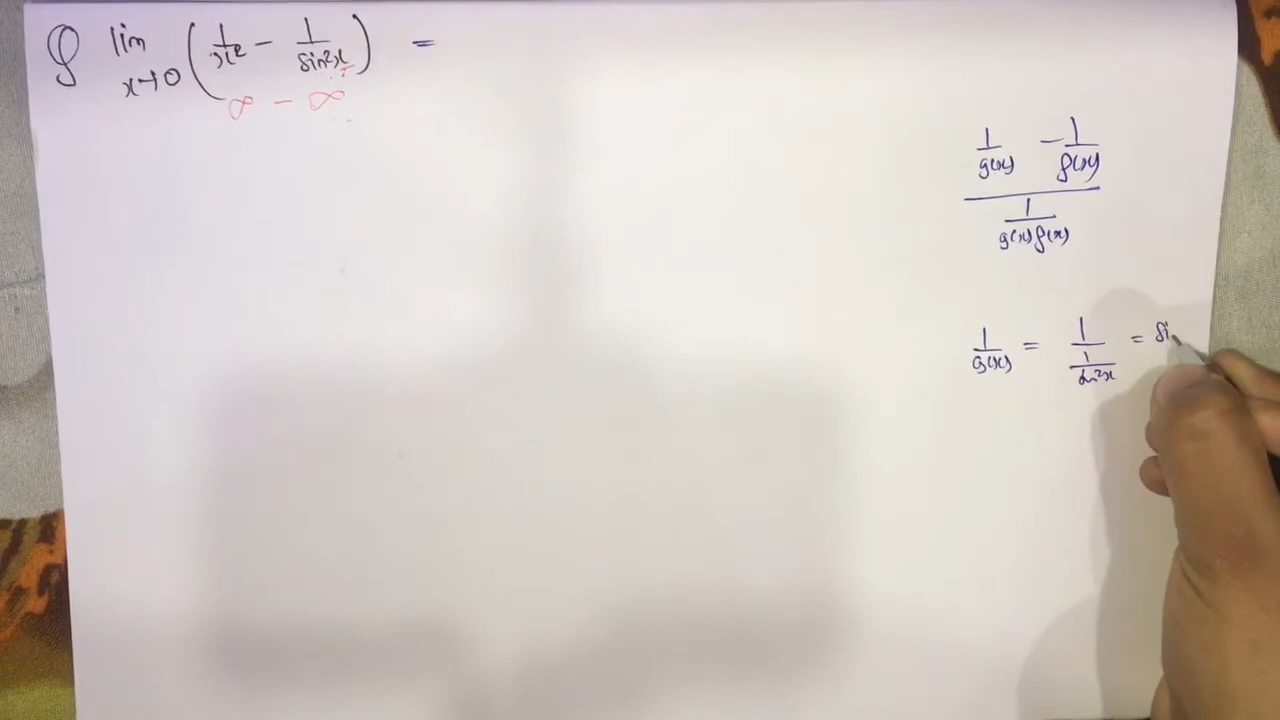 Q lim x→0 (1/x² − 1/sin²x) =
∞ − ∞
1/g(x) − 1/f(x)
1/g(x)f(x)
1/g(x) = 1/(1/sin²x) = si